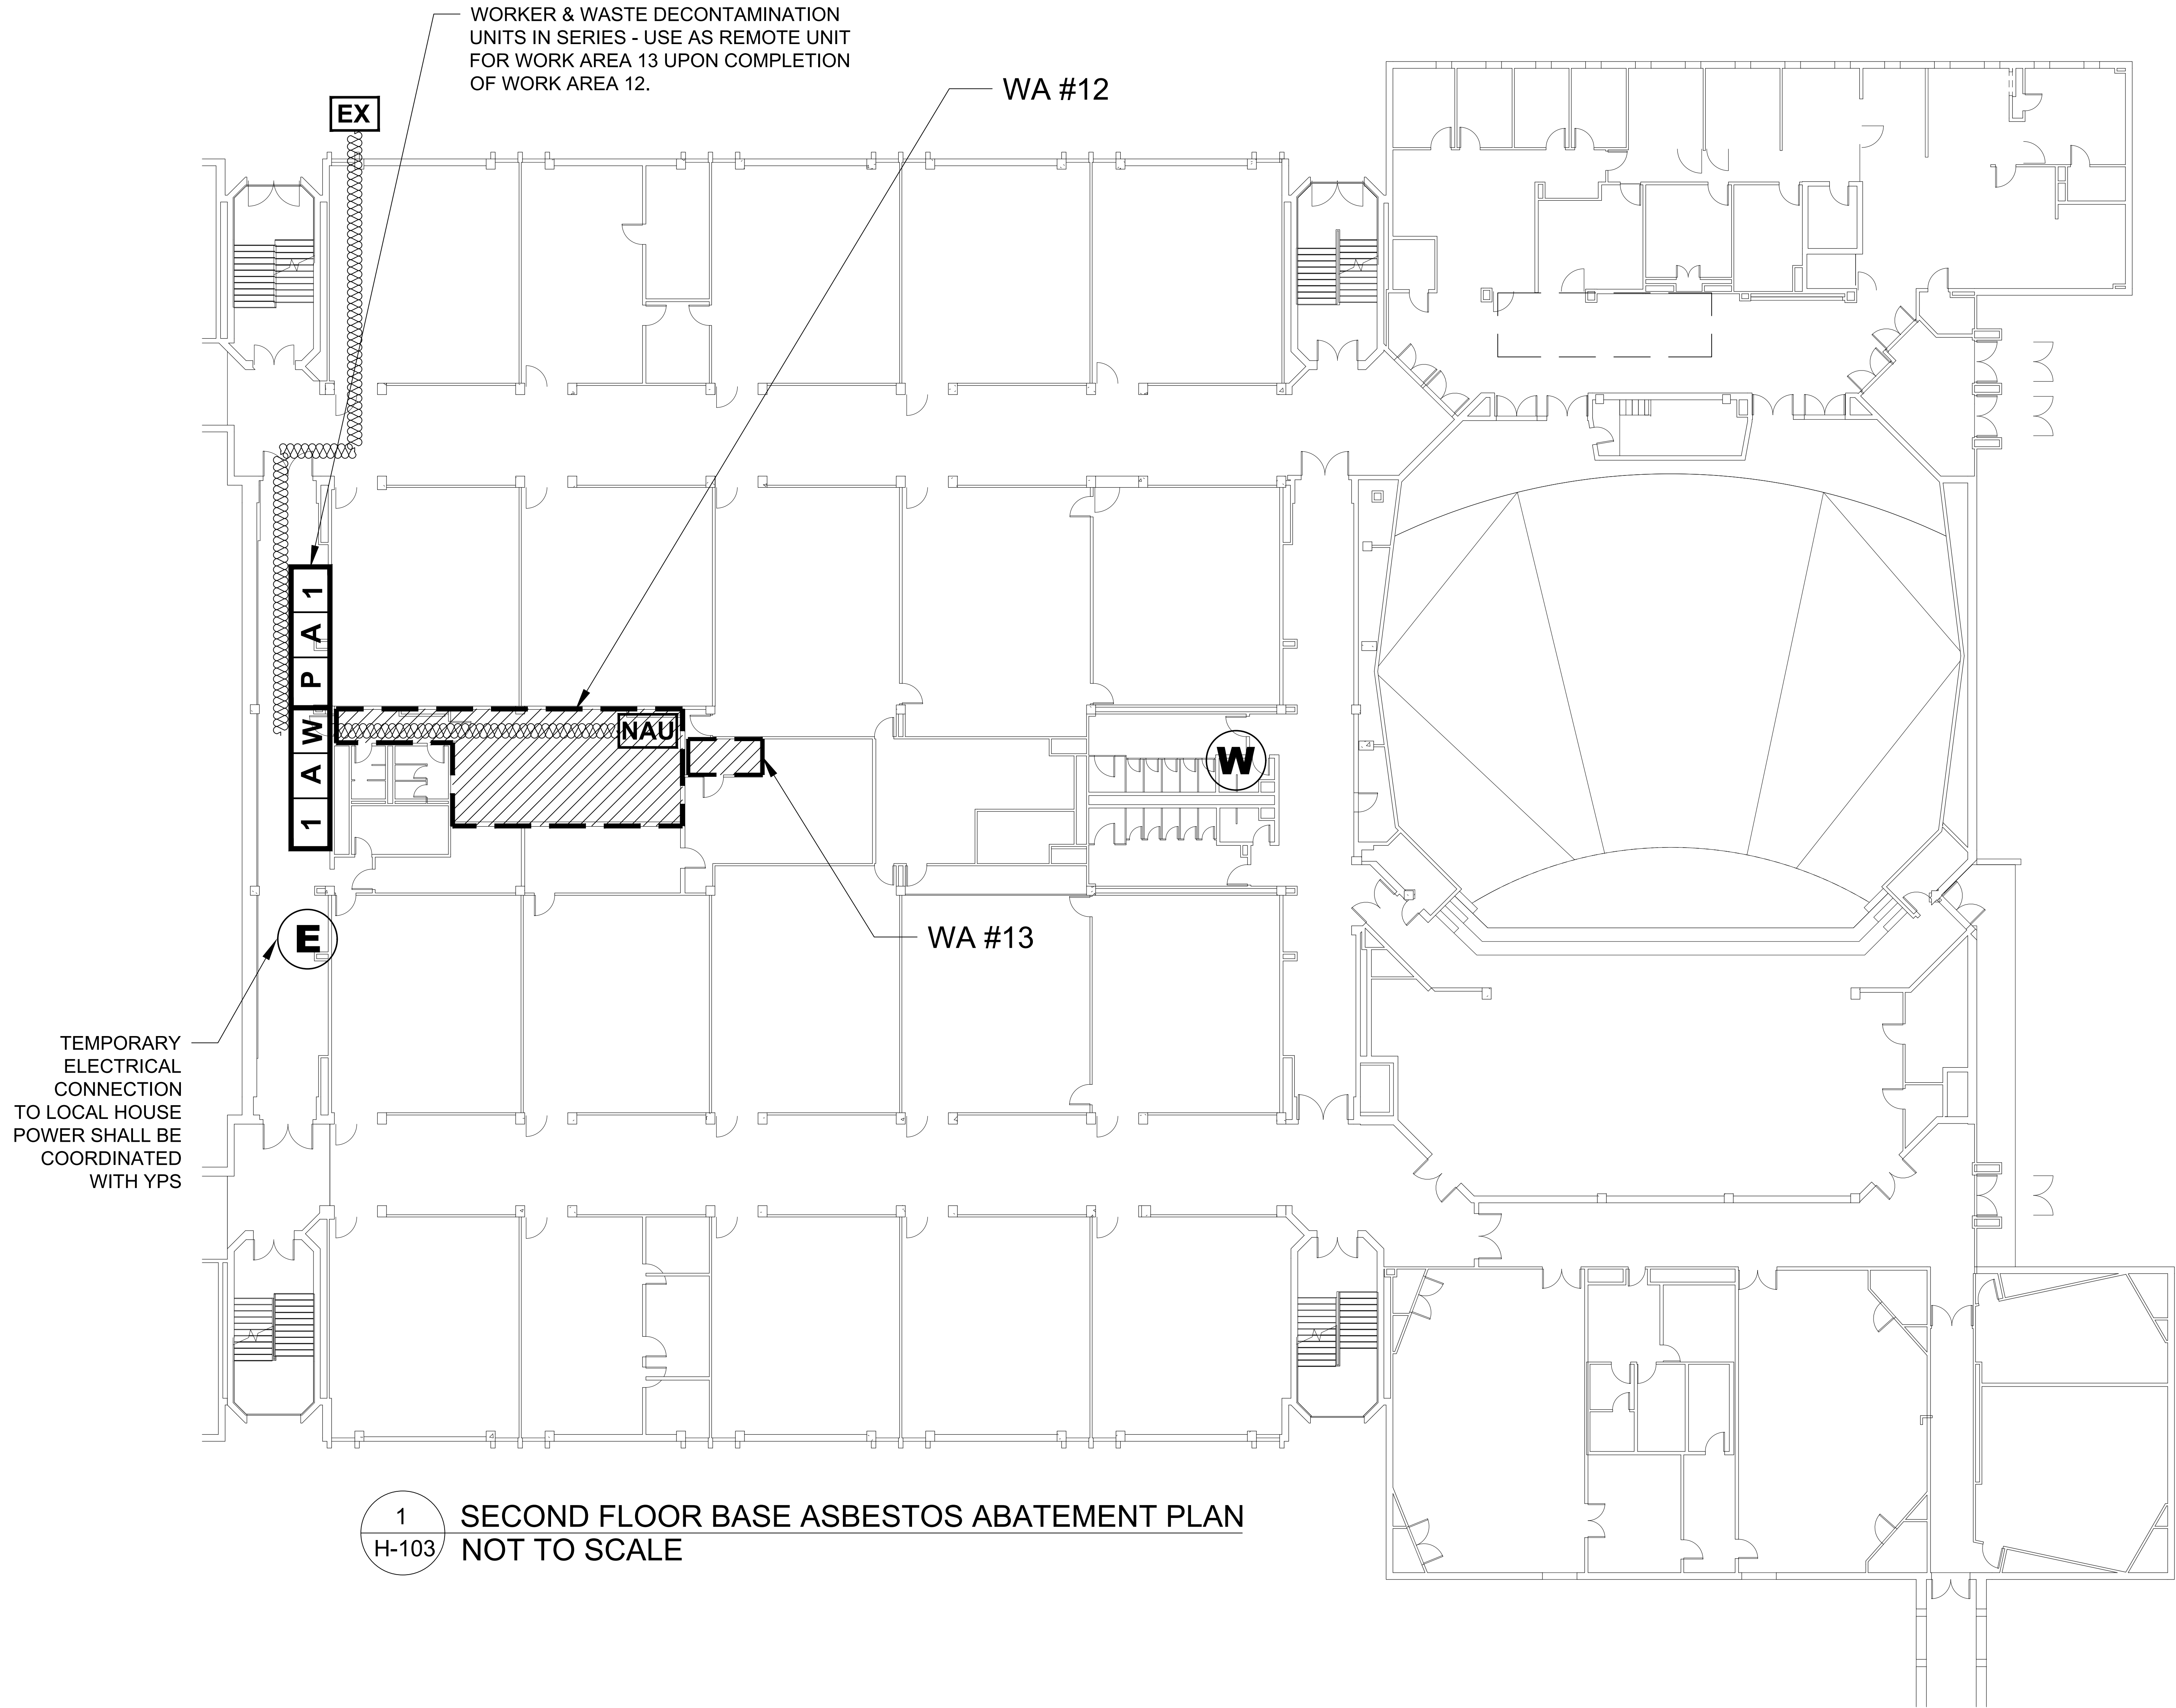 WORKER & WASTE DECONTAMINATION
UNITS IN SERIES - USE AS REMOTE UNIT
FOR WORK AREA 13 UPON COMPLETION
OF WORK AREA 12.
WA #12
EX
1
A
P
W
A
1
NAU
W
WA #13
E
TEMPORARY
ELECTRICAL
CONNECTION
TO LOCAL HOUSE
POWER SHALL BE
COORDINATED
WITH YPS
1
H-103
SECOND FLOOR BASE ASBESTOS ABATEMENT PLAN
NOT TO SCALE